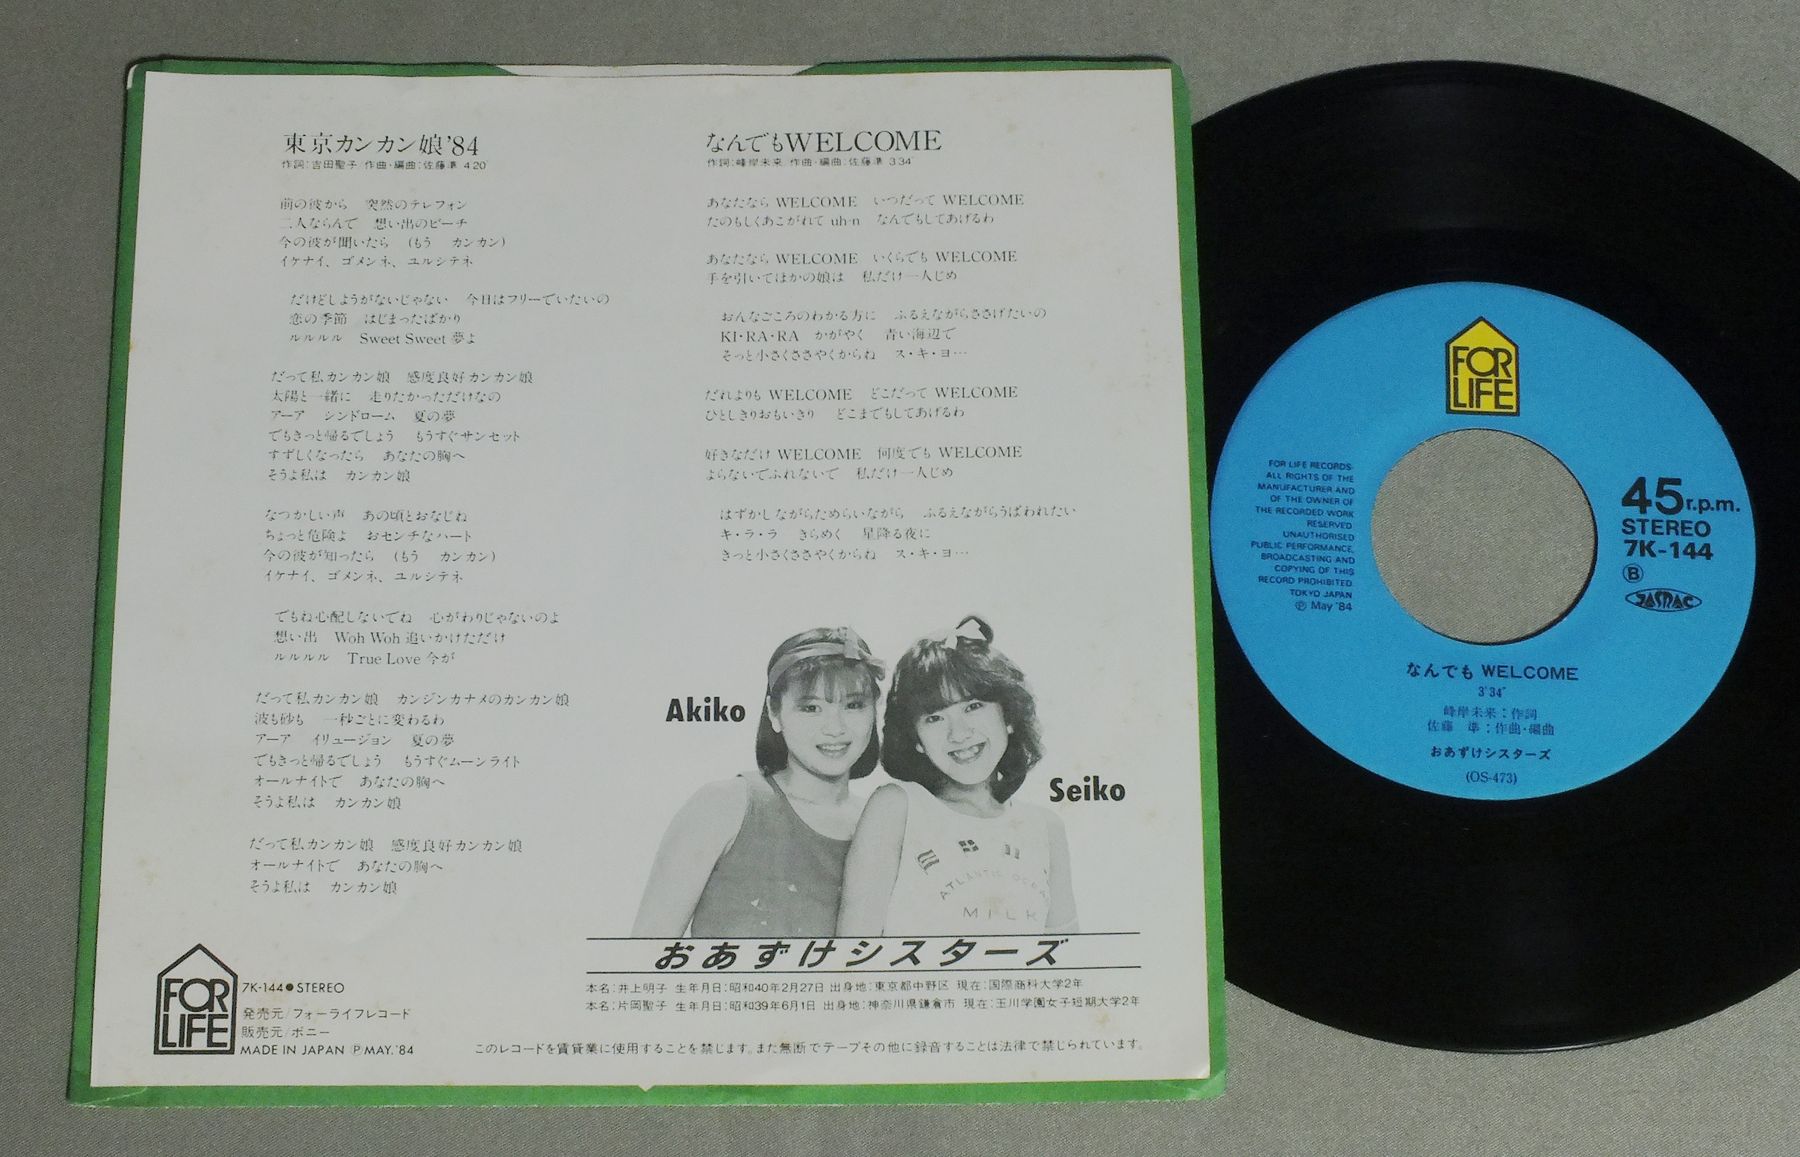 東京カンカン娘'84
作詞:吉田聖子 作曲・編曲:佐藤準 4'20"
前の彼から 突然のテレフォン
二人ならんで 想い出のビーチ
今の彼が聞いたら (もう カンカン)
イケナイ、ゴメンネ、ユルシテネ
だけどしょうがないじゃない 今日はフリーでいたいの
恋の季節 はじまったばかり
ルルルル Sweet Sweet 夢よ
だって私カンカン娘 感度良好カンカン娘
太陽と一緒に 走りたかっただけなの
アーア シンドローム 夏の夢
でもきっと帰るでしょう もうすぐサンセット
すずしくなったら あなたの胸へ
そうよ私は カンカン娘
なつかしい声 あの頃とおなじね
ちょっと危険よ おセンチなハート
今の彼が知ったら (もう カンカン)
イケナイ、ゴメンネ、ユルシテネ
でもね心配しないでね 心がわりじゃないのよ
想い出 Woh Woh 追いかけただけ
ルルルル True Love 今が
だって私カンカン娘 カンジンカナメのカンカン娘
波も砂も 一秒ごとに変わるわ
アーア イリュージョン 夏の夢
でもきっと帰るでしょう もうすぐムーンライト
オールナイトで あなたの胸へ
そうよ私は カンカン娘
だって私カンカン娘 感度良好カンカン娘
オールナイトで あなたの胸へ
そうよ私は カンカン娘
なんでもWELCOME
作詞:峰岸未来 作曲・編曲:佐藤準 3'34"
あなたなら WELCOME いつだって WELCOME
たのもしくあこがれて uh-n なんでもしてあげるわ
あなたなら WELCOME いくらでも WELCOME
手を引いてほかの娘は 私だけ一人じめ
おんなごころのわかる方に ふるえながらささげたいの
KI・RA・RA かがやく 青い海辺で
そっと小さくささやくからね ス・キ・ヨ…
だれよりも WELCOME どこだって WELCOME
ひとしきりおもいきり どこまでもしてあげるわ
好きなだけ WELCOME 何度でも WELCOME
よらないでふれないで 私だけ一人じめ
はずかしながらためらいながら ふるえながらうばわれたい
キ・ラ・ラ きらめく 星降る夜に
きっと小さくささやくからね ス・キ・ヨ…
Akiko
Seiko
ATLANTIC OCEA
MILK
おあずけシスターズ
本名:井上明子 生年月日:昭和40年2月27日 出身地:東京都中野区 現在:国際商科大学2年
本名:片岡聖子 生年月日:昭和39年6月1日 出身地:神奈川県鎌倉市 現在:玉川学園女子短期大学2年
FOR LIFE
7K-144●STEREO
発売元/フォーライフレコード
販売元/ポニー
MADE IN JAPAN ℗MAY.'84
このレコードを賃貸業に使用することを禁じます。また無断でテープその他に録音することは法律で禁じられています。
FOR LIFE
FOR LIFE RECORDS·
ALL RIGHTS OF THE
MANUFACTURER AND
OF THE OWNER OF
THE RECORDED WORK
RESERVED.
UNAUTHORISED
PUBLIC PERFORMANCE,
BROADCASTING AND
COPYING OF THIS
RECORD PROHIBITED.
TOKYO JAPAN
℗ May '84
45r.p.m.
STEREO
7K-144
Ⓑ
JASRAC
なんでも WELCOME
3'34"
峰岸未来:作詞
佐藤 準:作曲・編曲
おあずけシスターズ
(OS-473)